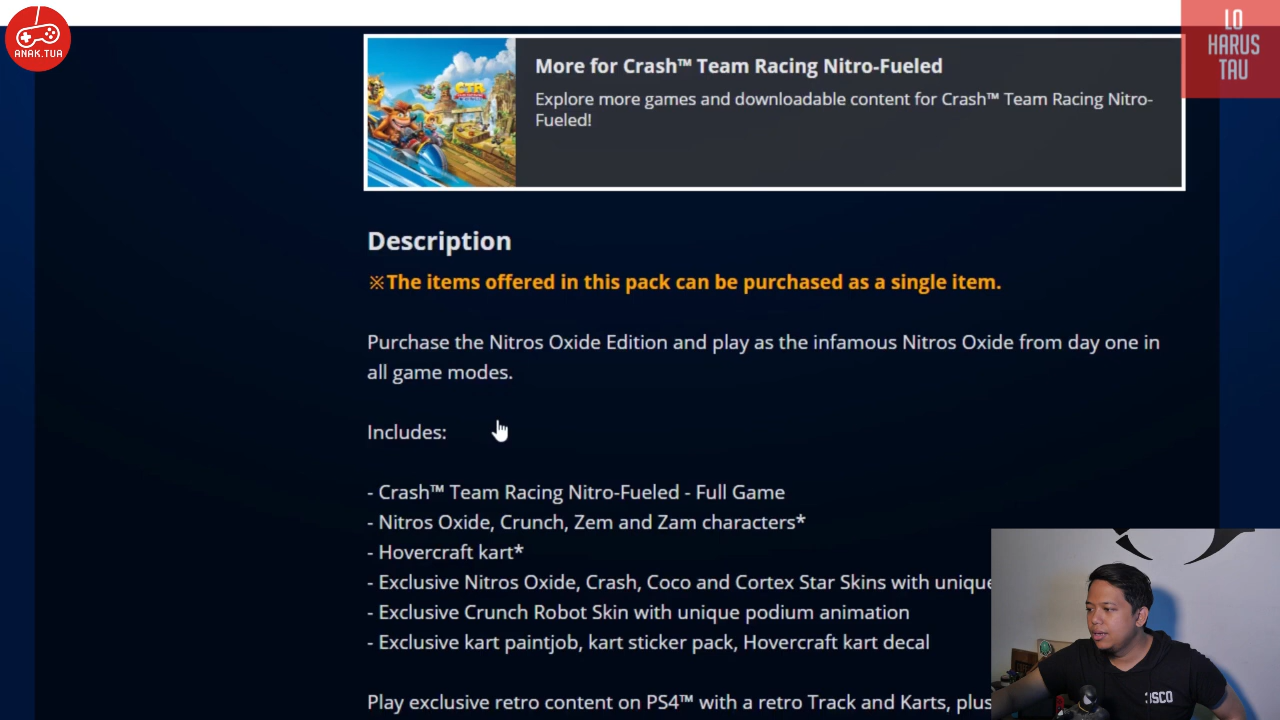 LO
HARUS
TAU
ANAK.TUA
CTR
More for Crash™ Team Racing Nitro-Fueled
Explore more games and downloadable content for Crash™ Team Racing Nitro-
Fueled!
Description
※The items offered in this pack can be purchased as a single item.
Purchase the Nitros Oxide Edition and play as the infamous Nitros Oxide from day one in
all game modes.
Includes:
- Crash™ Team Racing Nitro-Fueled - Full Game
- Nitros Oxide, Crunch, Zem and Zam characters*
- Hovercraft kart*
- Exclusive Nitros Oxide, Crash, Coco and Cortex Star Skins with unique
- Exclusive Crunch Robot Skin with unique podium animation
- Exclusive kart paintjob, kart sticker pack, Hovercraft kart decal
Play exclusive retro content on PS4™ with a retro Track and Karts, plus